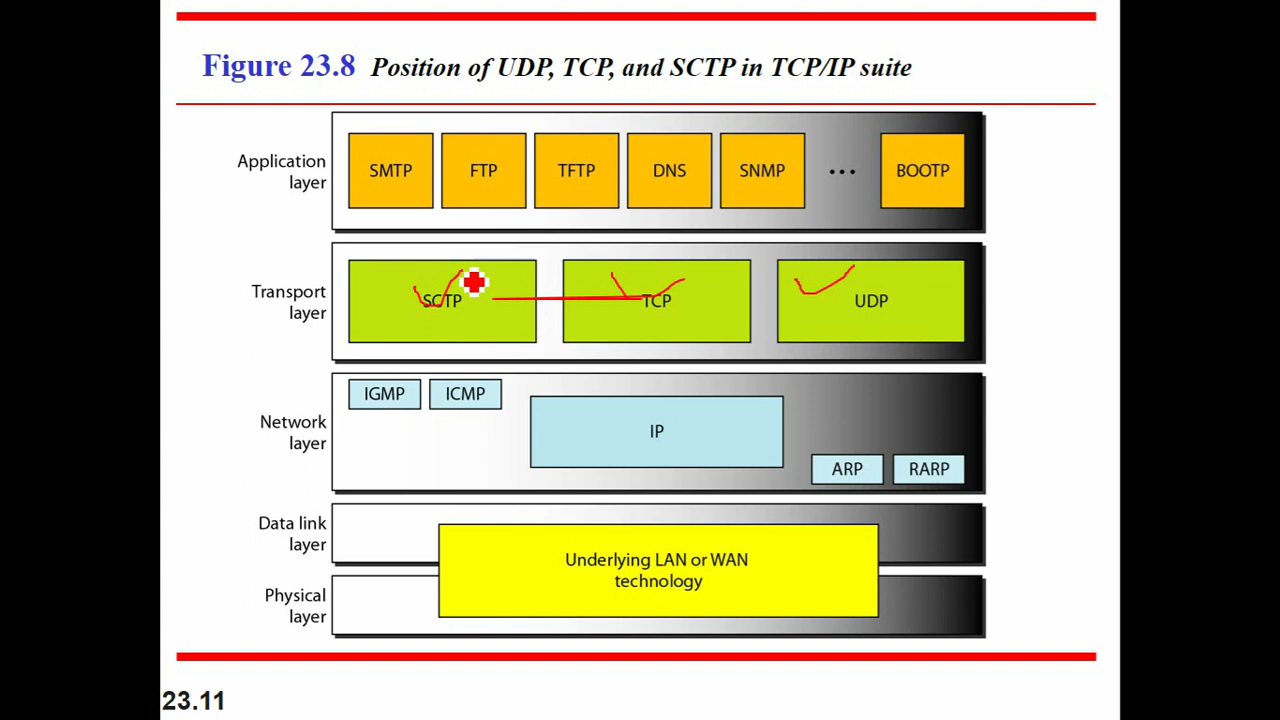 Figure 23.8 Position of UDP, TCP, and SCTP in TCP/IP suite
Application
layer
SMTP FTP TFTP DNS SNMP ... BOOTP
Transport
layer
SCTP TCP UDP
Network
layer
IGMP ICMP
IP
ARP RARP
Data link
layer
Underlying LAN or WAN
technology
Physical
layer
23.11